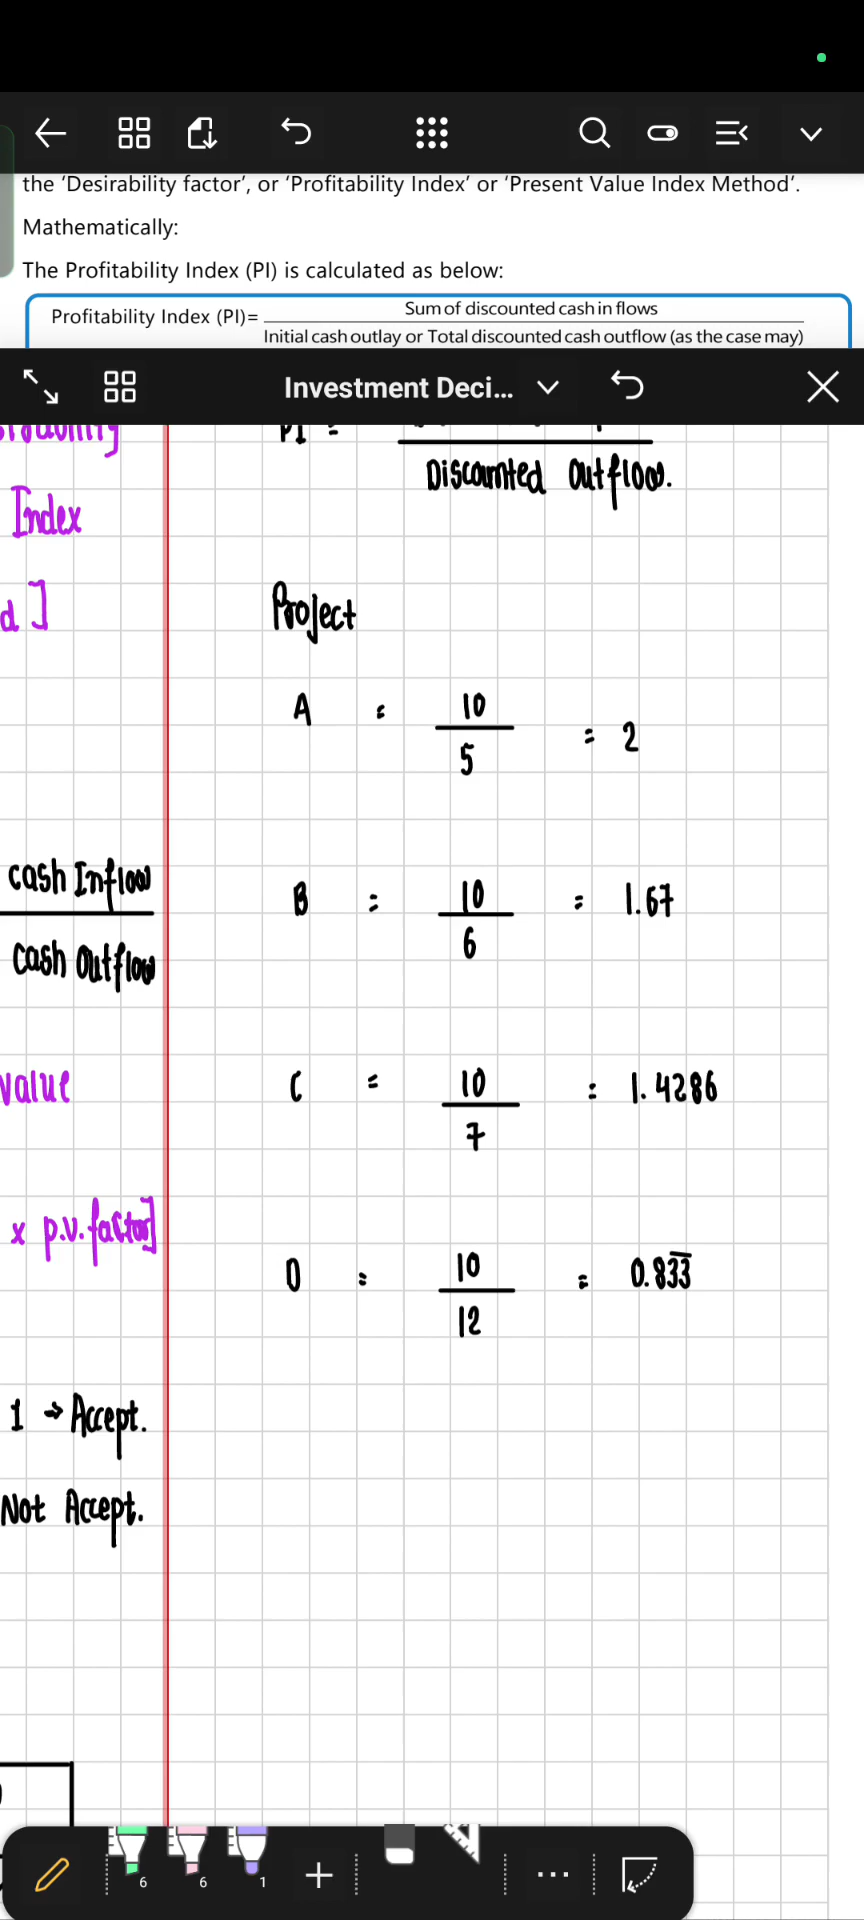 the ‘Desirability factor’, or ‘Profitability Index’ or ‘Present Value Index Method’.
Mathematically:
The Profitability Index (PI) is calculated as below:
Profitability Index (PI)= Sum of discounted cash in flows
Initial cash outlay or Total discounted cash outflow (as the case may)
Investment Deci...
PI =
Discounted Outflow.
Index
d ]
Project
A = 10 / 5 = 2
cash Inflow
cash Outflow
B = 10 / 6 = 1.67
value
C = 10 / 7 = 1.4286
x p.v. factor]
D = 10 / 12 = 0.83̅3̅
1 → Accept.
Not Accept.
6 6 1